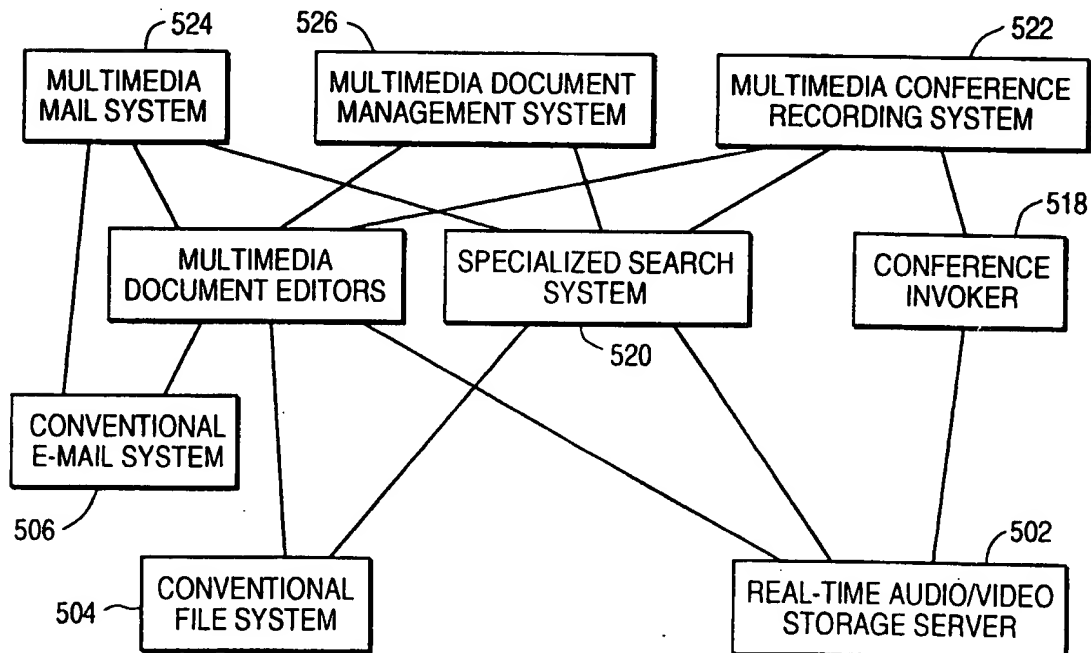 524
526
522
MULTIMEDIA
MAIL SYSTEM
MULTIMEDIA DOCUMENT
MANAGEMENT SYSTEM
MULTIMEDIA CONFERENCE
RECORDING SYSTEM
518
MULTIMEDIA
DOCUMENT EDITORS
SPECIALIZED SEARCH
SYSTEM
CONFERENCE
INVOKER
520
CONVENTIONAL
E-MAIL SYSTEM
506
502
504
CONVENTIONAL
FILE SYSTEM
REAL-TIME AUDIO/VIDEO
STORAGE SERVER